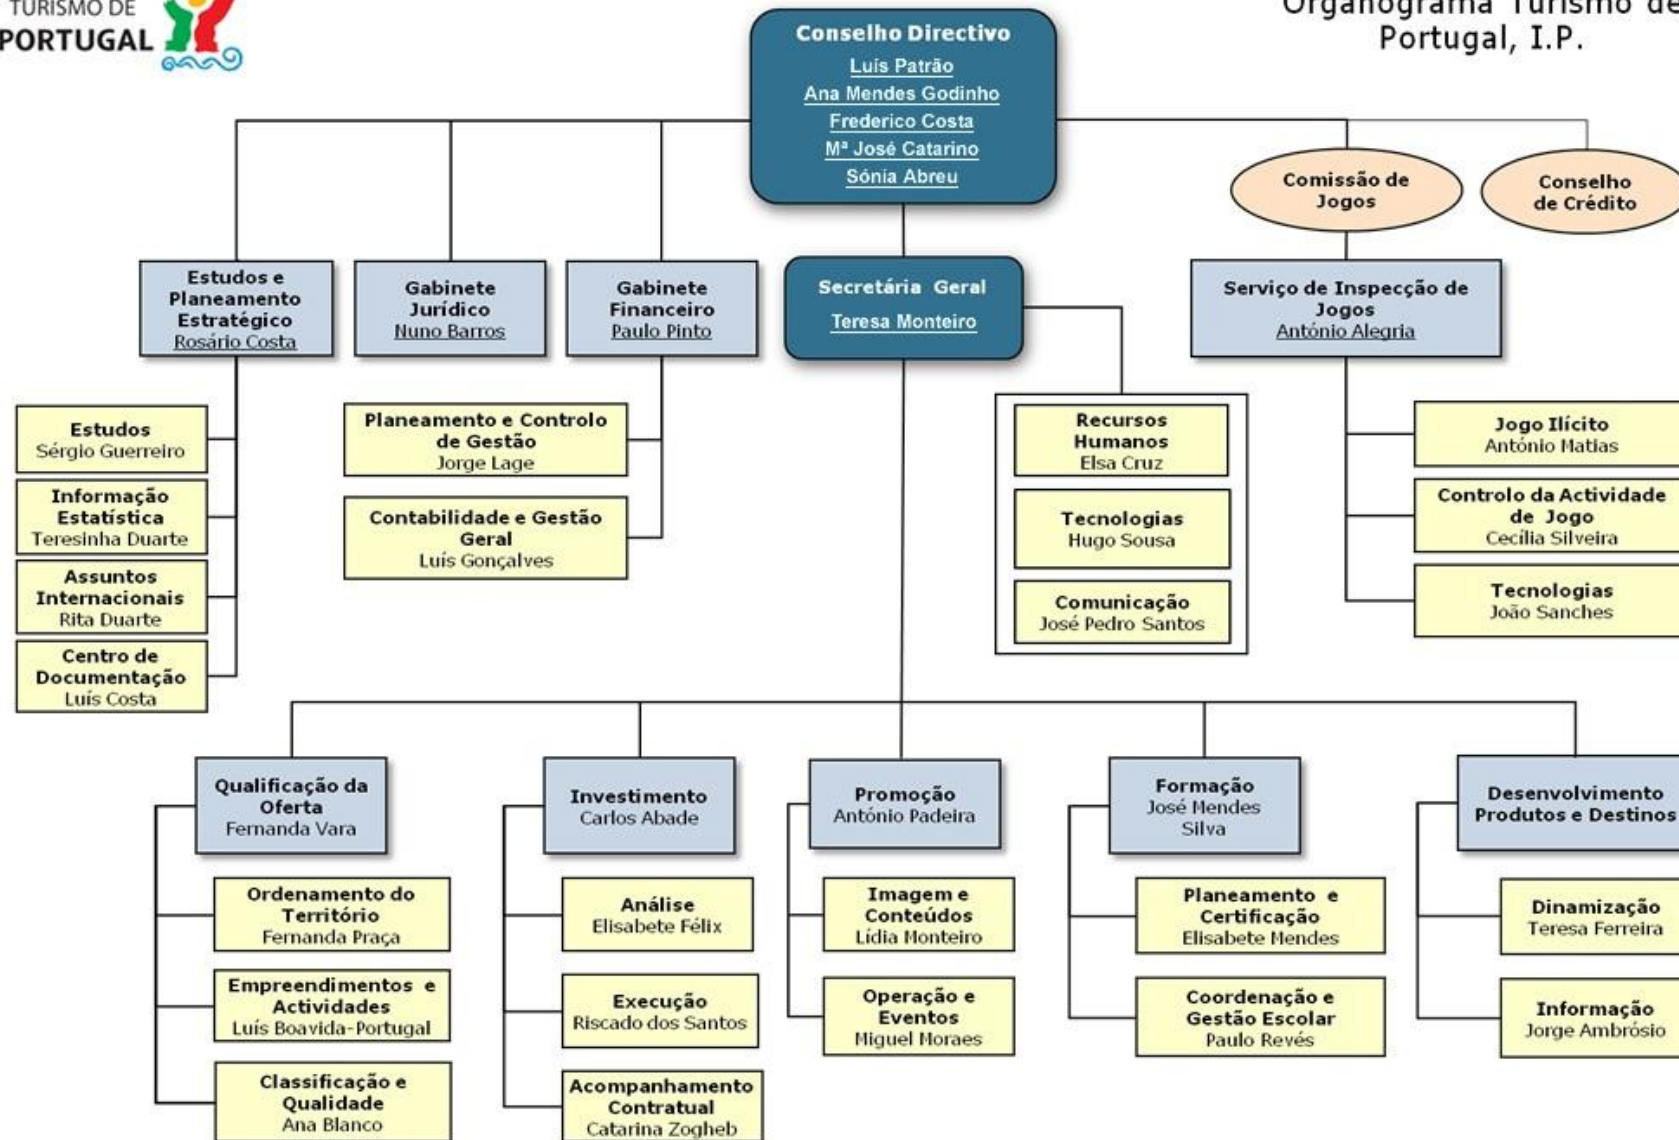 TURISMO DE
PORTUGAL
Organograma Turismo de
Portugal, I.P.
Conselho Directivo
Luís Patrão
Ana Mendes Godinho
Frederico Costa
Mª José Catarino
Sónia Abreu
Comissão de
Jogos
Conselho
de Crédito
Estudos e
Planeamento
Estratégico
Rosário Costa
Gabinete
Jurídico
Nuno Barros
Gabinete
Financeiro
Paulo Pinto
Secretária Geral
Teresa Monteiro
Serviço de Inspecção de
Jogos
António Alegria
Estudos
Sérgio Guerreiro
Informação
Estatística
Teresinha Duarte
Assuntos
Internacionais
Rita Duarte
Centro de
Documentação
Luís Costa
Planeamento e Controlo
de Gestão
Jorge Lage
Contabilidade e Gestão
Geral
Luís Gonçalves
Recursos
Humanos
Elsa Cruz
Tecnologias
Hugo Sousa
Comunicação
José Pedro Santos
Jogo Ilícito
António Matias
Controlo da Actividade
de Jogo
Cecília Silveira
Tecnologias
João Sanches
Qualificação da
Oferta
Fernanda Vara
Ordenamento do
Território
Fernanda Praça
Empreendimentos e
Actividades
Luís Boavida-Portugal
Classificação e
Qualidade
Ana Blanco
Investimento
Carlos Abade
Análise
Elisabete Félix
Execução
Riscado dos Santos
Acompanhamento
Contratual
Catarina Zogheb
Promoção
António Padeira
Imagem e
Conteúdos
Lídia Monteiro
Operação e
Eventos
Miguel Moraes
Formação
José Mendes
Silva
Planeamento e
Certificação
Elisabete Mendes
Coordenação e
Gestão Escolar
Paulo Revés
Desenvolvimento
Produtos e Destinos
Dinamização
Teresa Ferreira
Informação
Jorge Ambrósio